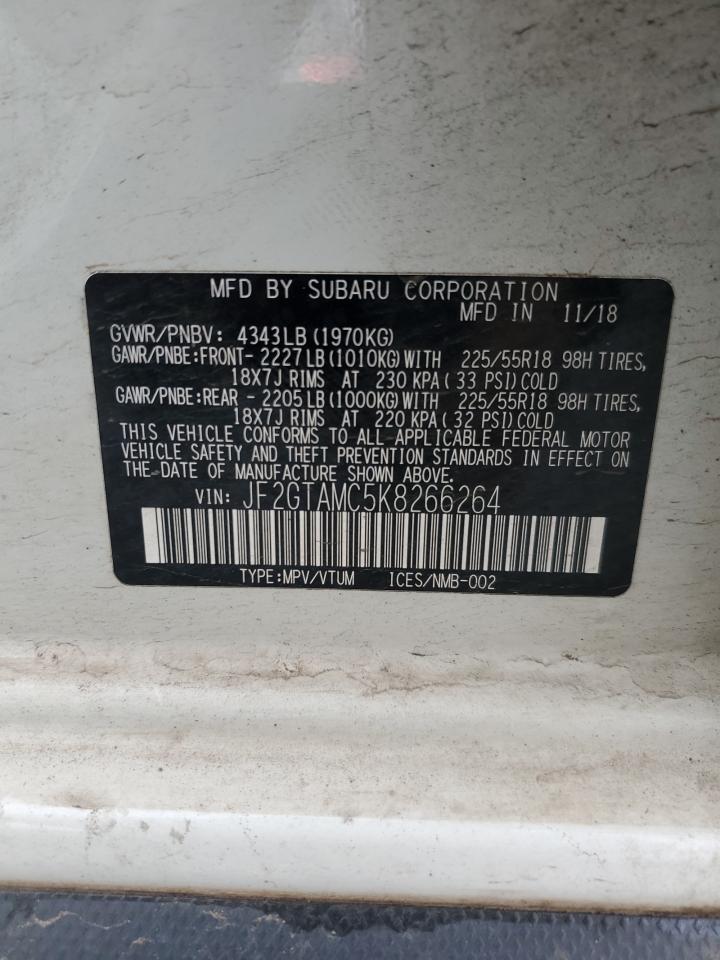 MFD BY SUBARU CORPORATION
MFD IN 11/18
GVWR/PNBV: 4343LB (1970KG)
GAWR/PNBE:FRONT- 2227 LB (1010KG) WITH 225/55R18 98H TIRES,
18X7J RIMS AT 230 KPA ( 33 PSI) COLD
GAWR/PNBE:REAR - 2205 LB (1000KG) WITH 225/55R18 98H TIRES,
18X7J RIMS AT 220 KPA ( 32 PSI) COLD
THIS VEHICLE CONFORMS TO ALL APPLICABLE FEDERAL MOTOR
VEHICLE SAFETY AND THEFT PREVENTION STANDARDS IN EFFECT ON
THE DATE OF MANUFACTURE SHOWN ABOVE.
VIN: JF2GTAMC5K8266264
TYPE:MPV/VTUM ICES/NMB-002